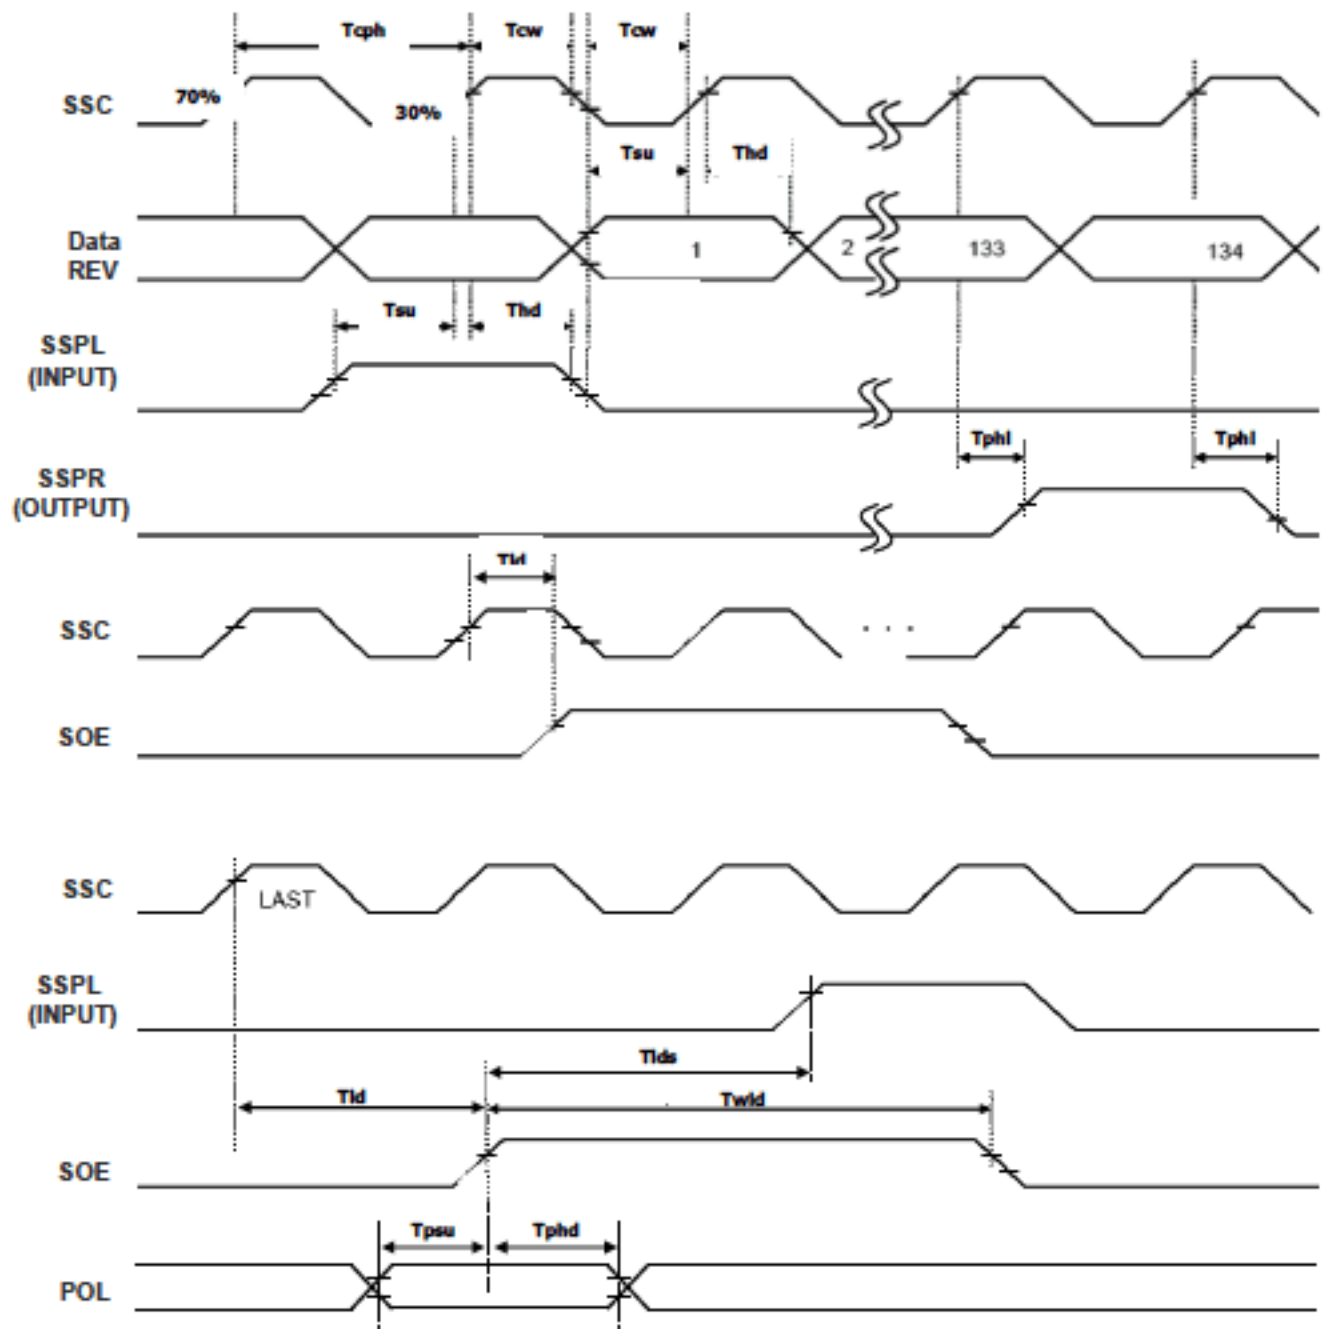 Tcph Tcw Tcw
SSC 70% 30%
Tsu Thd
Data
REV
1 2 133 134
Tsu Thd
SSPL
(INPUT)
Tphl Tphl
SSPR
(OUTPUT)
Tld
SSC . . .
SOE
SSC
LAST
SSPL
(INPUT)
Tlds
Tld Twld
SOE
Tpsu Tphd
POL